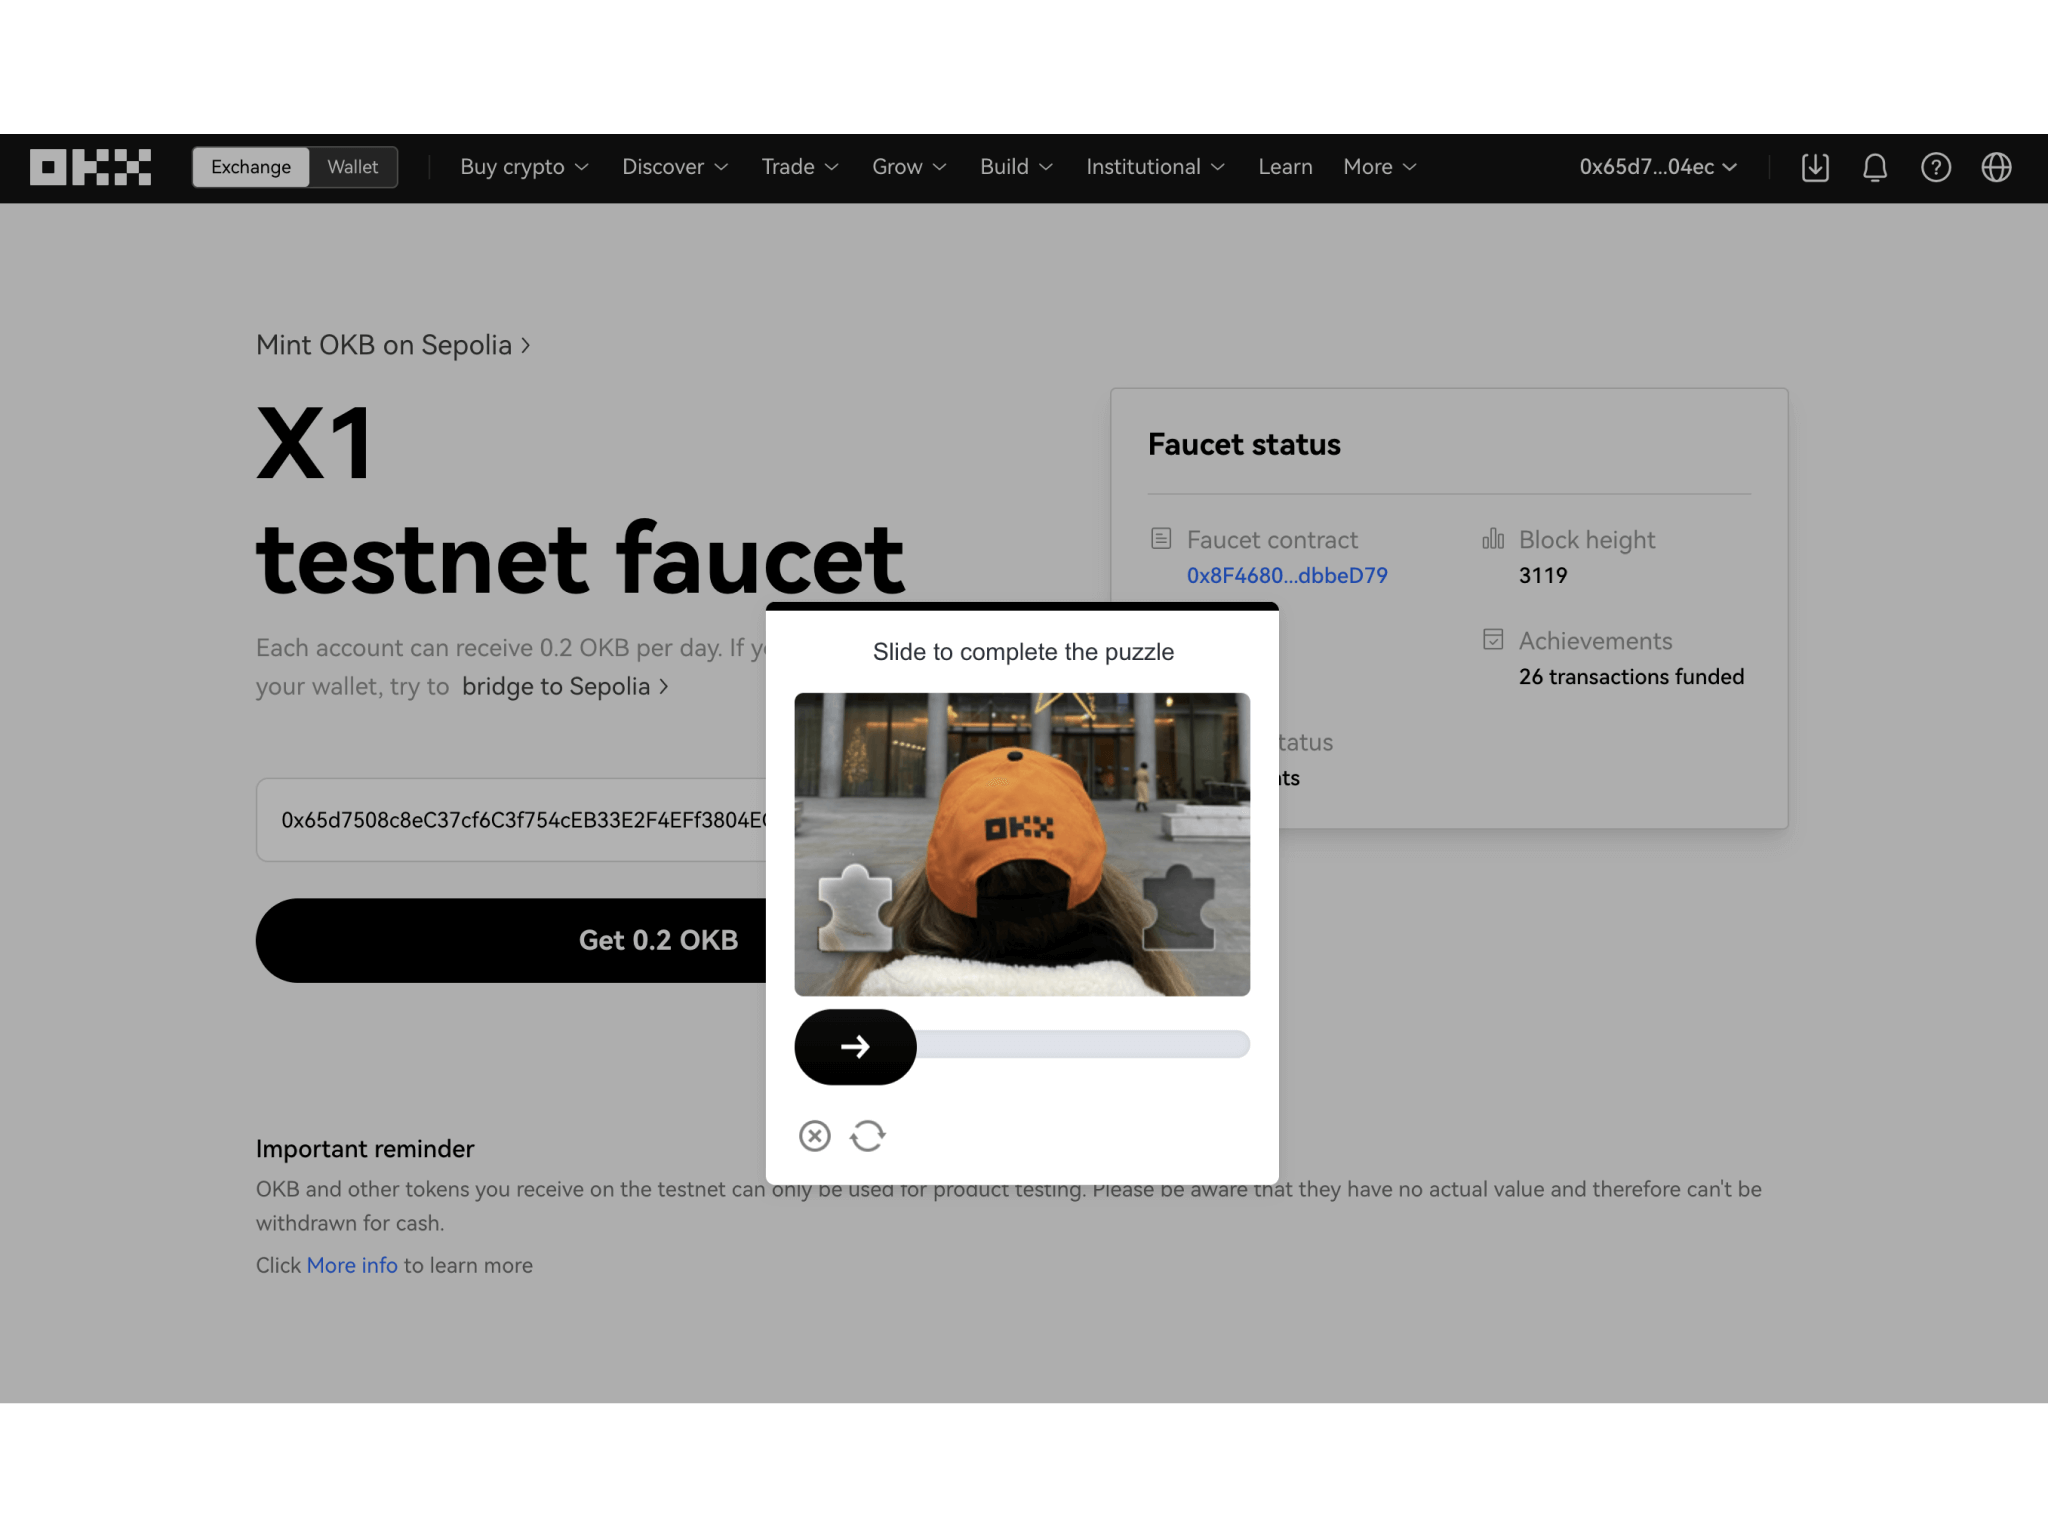 OKX
Exchange
Wallet
Buy crypto
Discover
Trade
Grow
Build
Institutional
Learn
More
0x65d7...04ec
Mint OKB on Sepolia
X1
testnet faucet
Each account can receive 0.2 OKB per day. If
your wallet, try to bridge to Sepolia
0x65d7508c8eC37cf6C3f754cEB33E2F4EFf3804E
Get 0.2 OKB
Faucet status
Faucet contract
0x8F4680...dbbeD79
Block height
3119
Achievements
26 transactions funded
tatus
nts
Slide to complete the puzzle
OKX
Important reminder
OKB and other tokens you receive on the testnet can only be used for product testing. Please be aware that they have no actual value and therefore can't be
withdrawn for cash.
Click More info to learn more